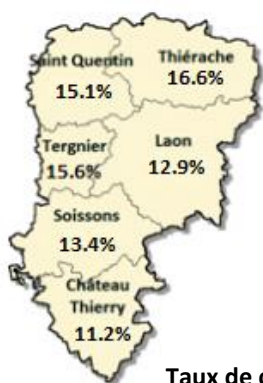 Saint Quentin
15.1%
Thiérache
16.6%
Tergnier
15.6%
Laon
12.9%
Soissons
13.4%
Château
Thierry
11.2%
Taux de